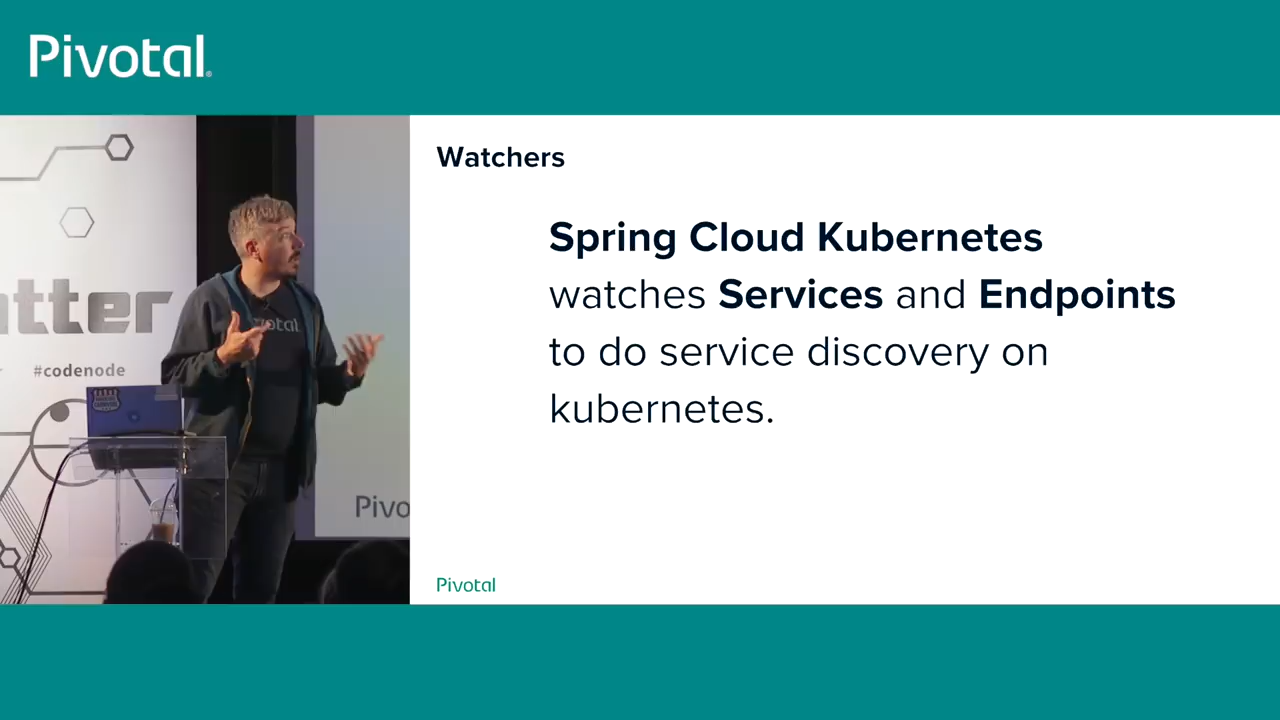 Pivotal
Watchers
Spring Cloud Kubernetes
watches Services and Endpoints
to do service discovery on
kubernetes.
#codenode
Pivotal